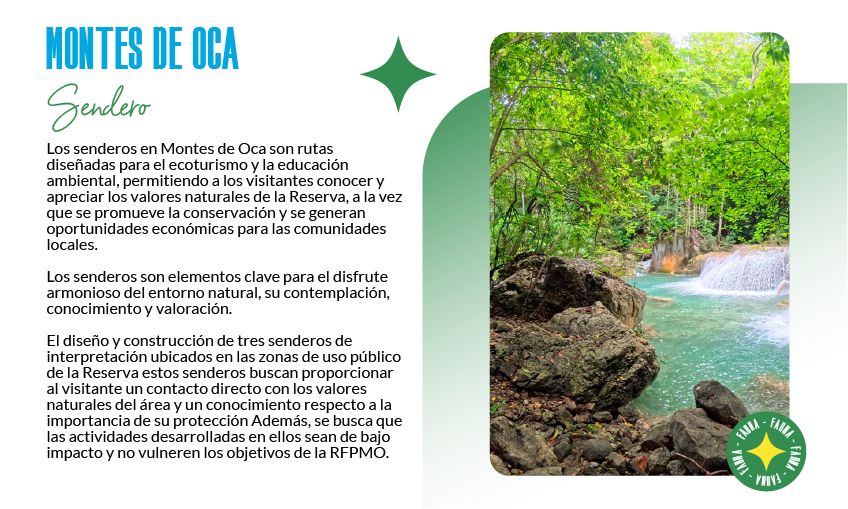 MONTES DE OCA
Sendero
Los senderos en Montes de Oca son rutas
diseñadas para el ecoturismo y la educación
ambiental, permitiendo a los visitantes conocer y
apreciar los valores naturales de la Reserva, a la vez
que se promueve la conservación y se generan
oportunidades económicas para las comunidades
locales.
Los senderos son elementos clave para el disfrute
armonioso del entorno natural, su contemplación,
conocimiento y valoración.
El diseño y construcción de tres senderos de
interpretación ubicados en las zonas de uso público
de la Reserva estos senderos buscan proporcionar
al visitante un contacto directo con los valores
naturales del área y un conocimiento respecto a la
importancia de su protección Además, se busca que
las actividades desarrolladas en ellos sean de bajo
impacto y no vulneren los objetivos de la RFPMO.
FAUNA - FAUNA - FAUNA - FAUNA - FAUNA -